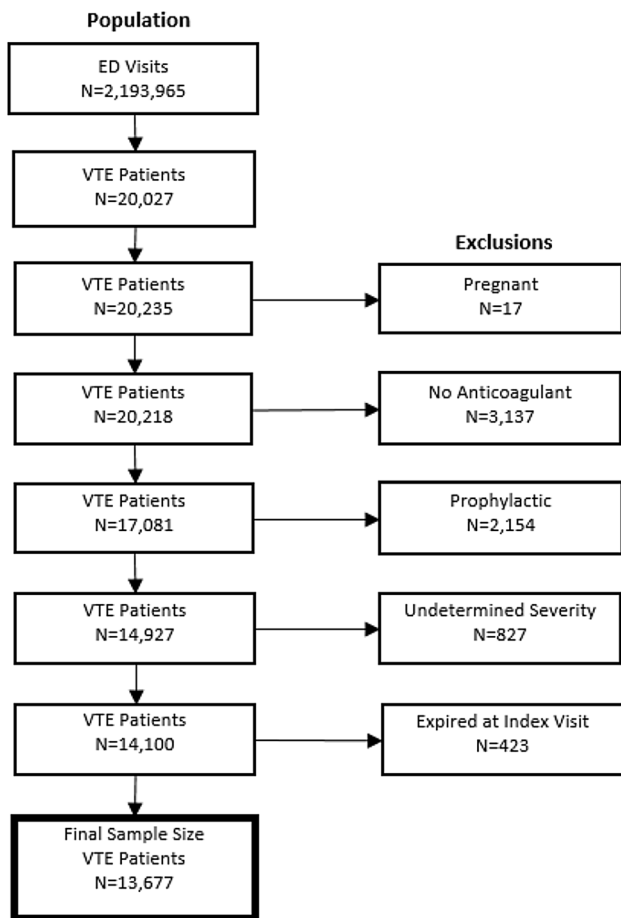 Population
ED Visits
N=2,193,965
VTE Patients
N=20,027
Exclusions
VTE Patients
N=20,235
Pregnant
N=17
VTE Patients
N=20,218
No Anticoagulant
N=3,137
VTE Patients
N=17,081
Prophylactic
N=2,154
VTE Patients
N=14,927
Undetermined Severity
N=827
VTE Patients
N=14,100
Expired at Index Visit
N=423
Final Sample Size
VTE Patients
N=13,677